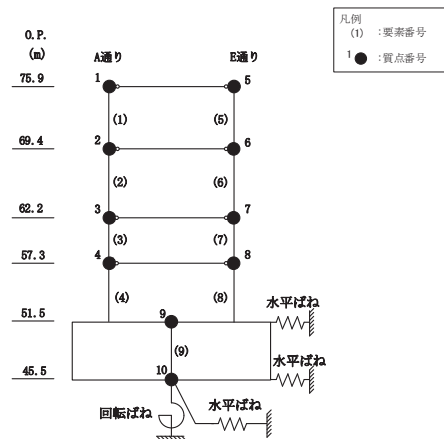 凡例
(1) :要素番号
1 :質点番号
O.P.
(m)
A通り
E通り
75.9
1
5
(1)
(5)
69.4
2
6
(2)
(6)
62.2
3
7
(3)
(7)
57.3
4
8
(4)
(8)
水平ばね
51.5
9
(9)
水平ばね
45.5
10
回転ばね
水平ばね